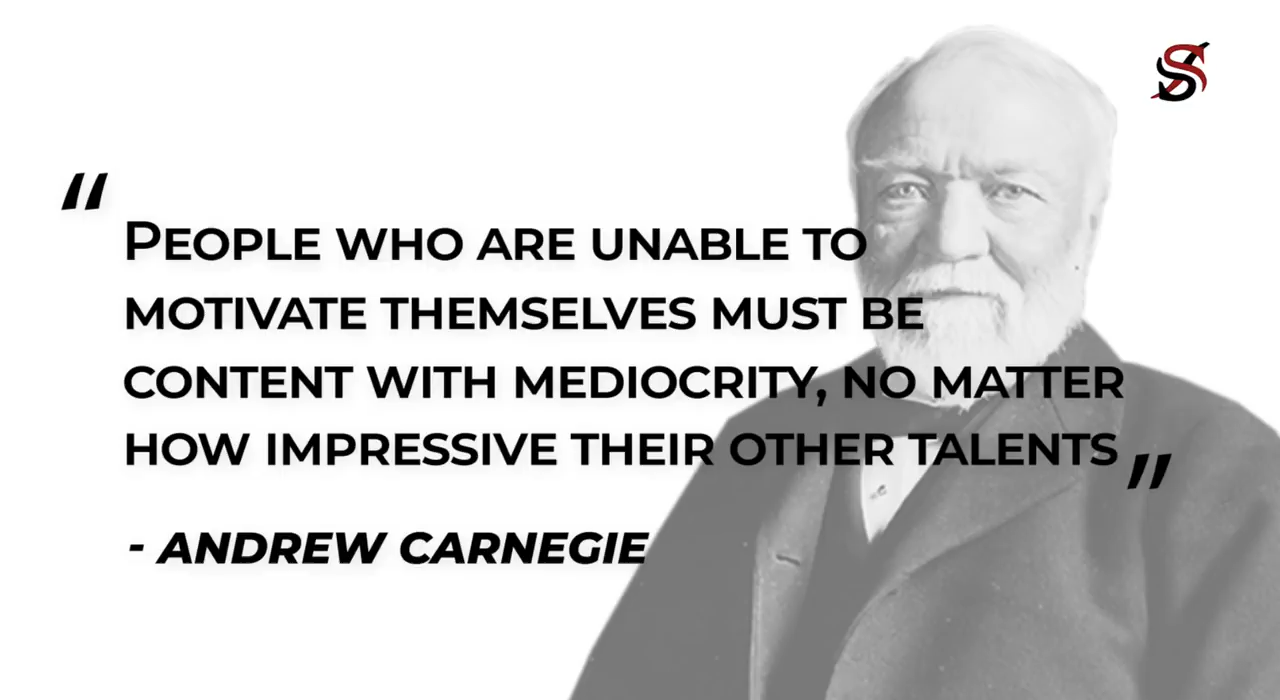 “PEOPLE WHO ARE UNABLE TO
MOTIVATE THEMSELVES MUST BE
CONTENT WITH MEDIOCRITY, NO MATTER
HOW IMPRESSIVE THEIR OTHER TALENTS”
- ANDREW CARNEGIE